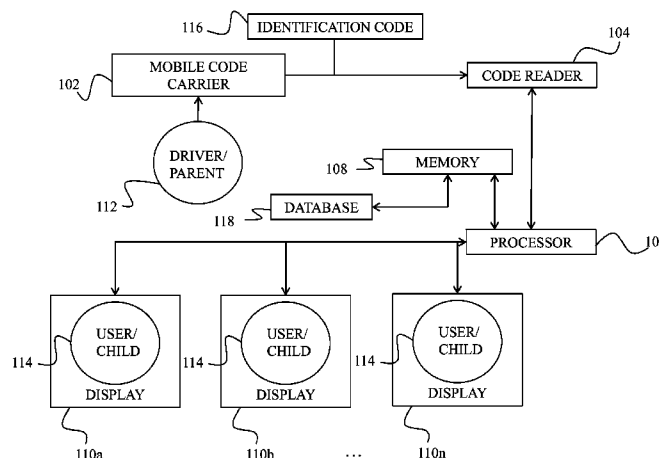 116
IDENTIFICATION CODE
104
MOBILE CODE
CARRIER
CODE READER
102
DRIVER/
PARENT
MEMORY
108
112
DATABASE
118
PROCESSOR
10
USER/
CHILD
USER/
CHILD
USER/
CHILD
114
114
114
DISPLAY
DISPLAY
DISPLAY
110a
110b
...
110n